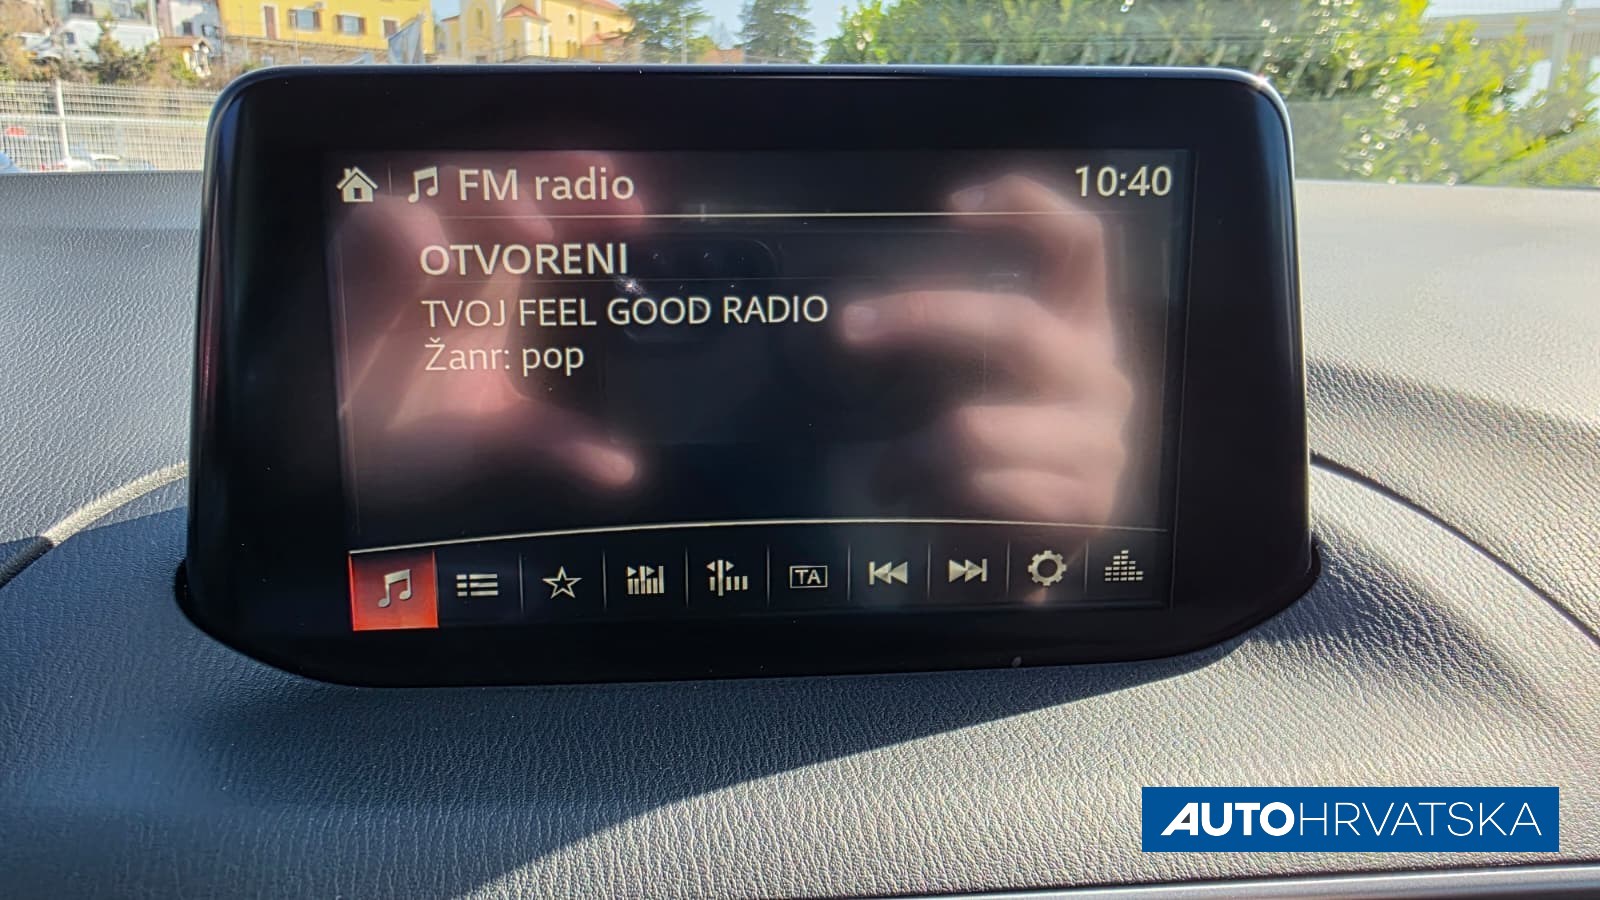 FM radio
10:40
OTVORENI
TVOJ FEEL GOOD RADIO
Žanr: pop
TA
AUTOHRVATSKA